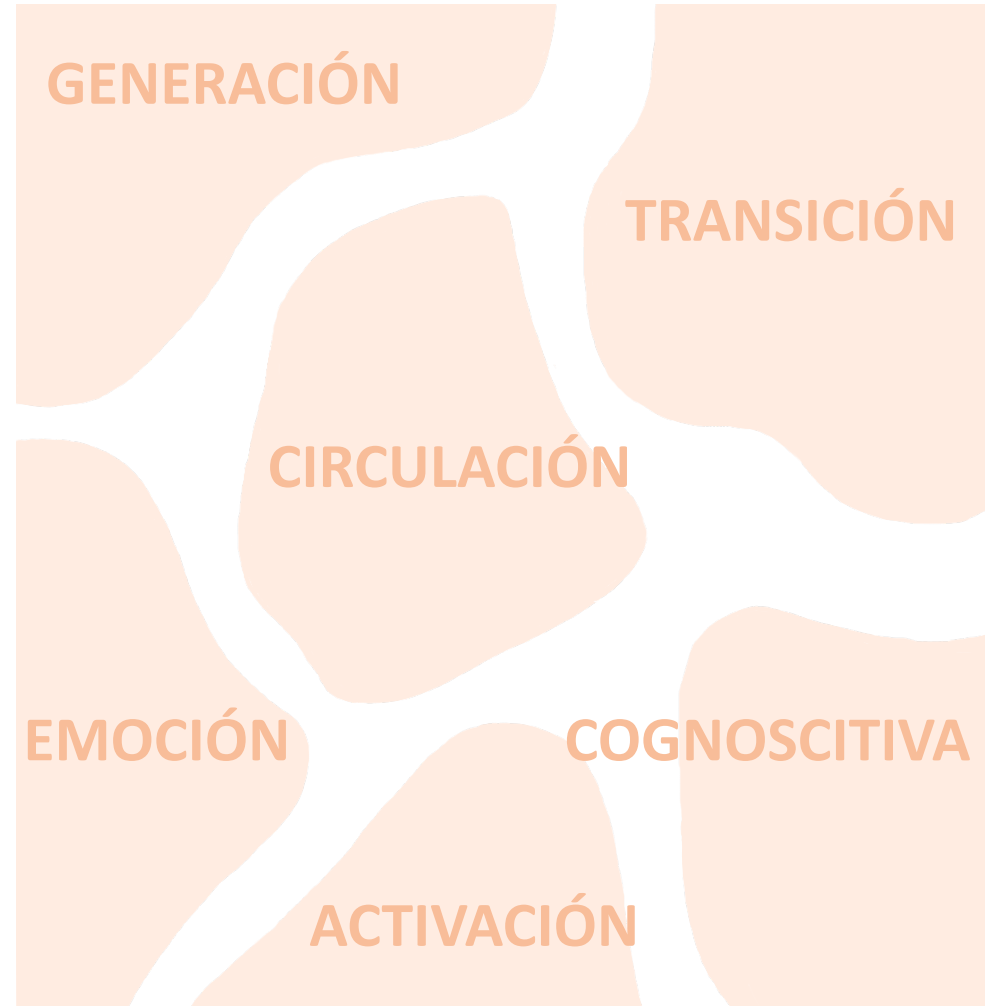 GENERACIÓN
TRANSICIÓN
CIRCULACIÓN
EMOCIÓN
COGNOSCITIVA
ACTIVACIÓN